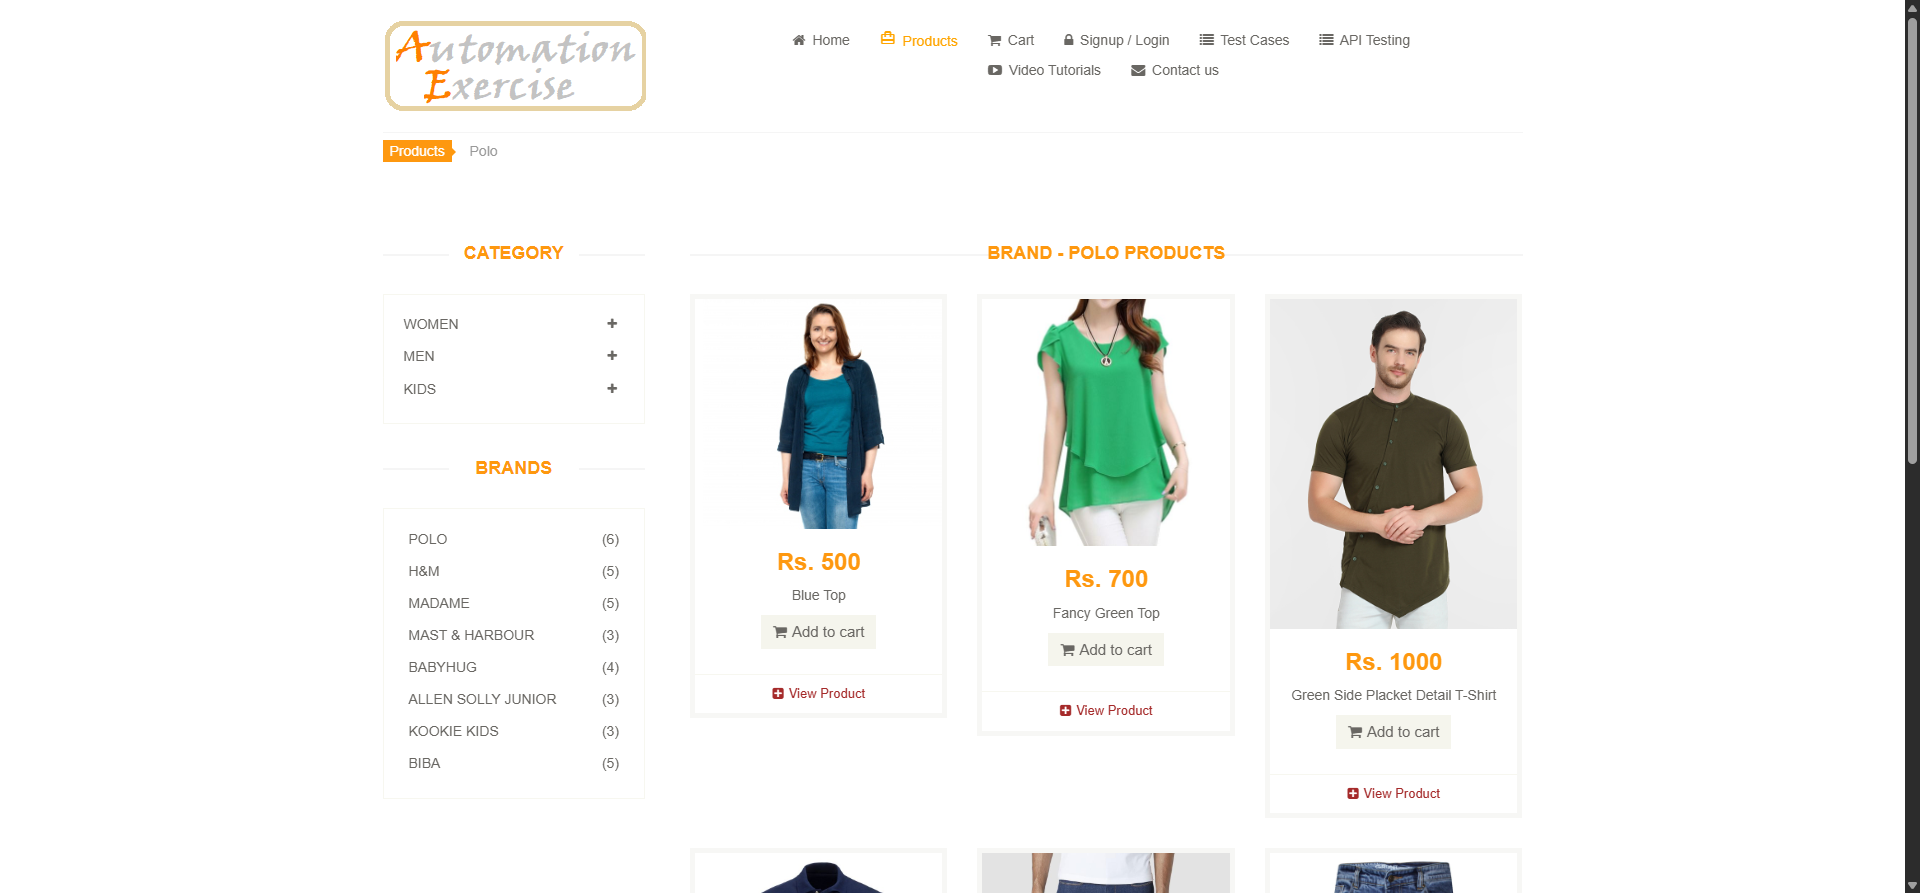 Automation
Exercise
Home
Products
Cart
Signup / Login
Test Cases
API Testing
Video Tutorials
Contact us
Products
Polo
CATEGORY
WOMEN
MEN
KIDS
BRANDS
POLO (6)
H&M (5)
MADAME (5)
MAST & HARBOUR (3)
BABYHUG (4)
ALLEN SOLLY JUNIOR (3)
KOOKIE KIDS (3)
BIBA (5)
BRAND - POLO PRODUCTS
Rs. 500
Blue Top
Add to cart
View Product
Rs. 700
Fancy Green Top
Add to cart
View Product
Rs. 1000
Green Side Placket Detail T-Shirt
Add to cart
View Product